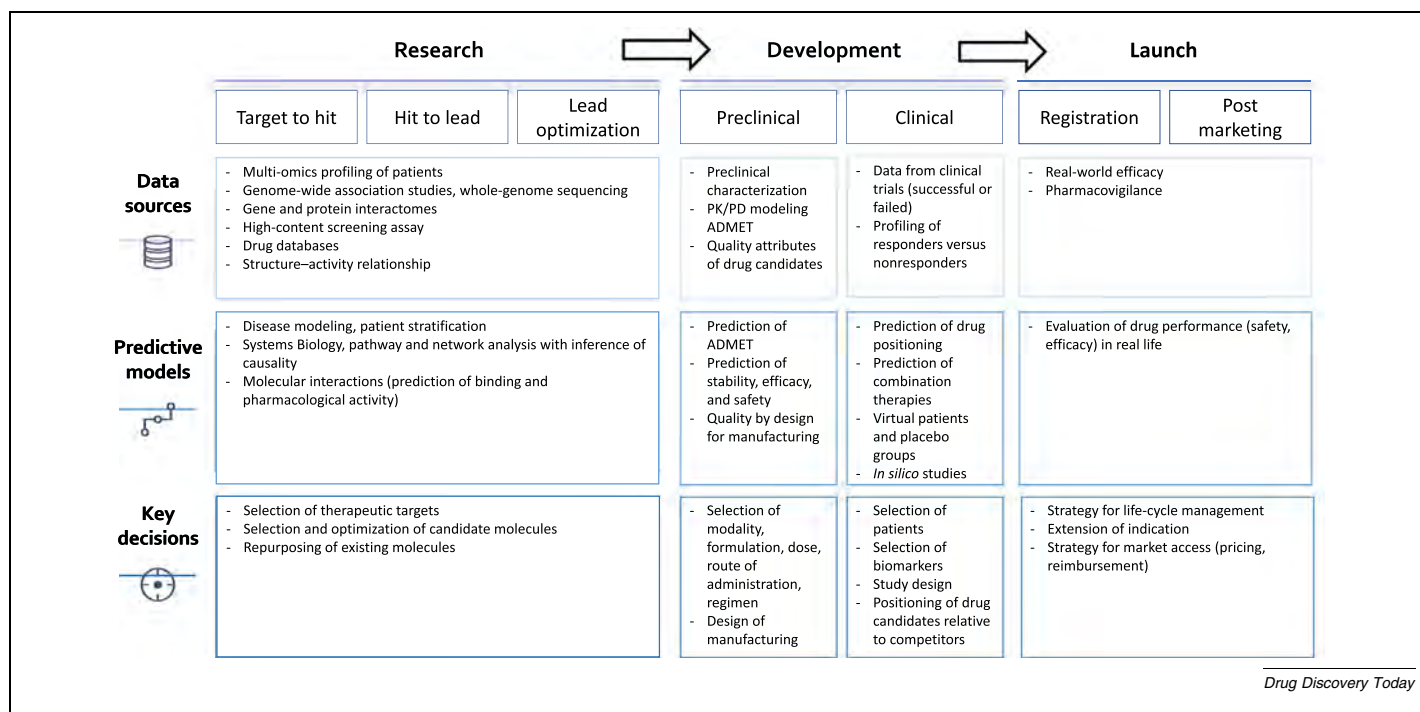 Research
Development
Launch
Target to hit
Hit to lead
Lead
optimization
Preclinical
Clinical
Registration
Post
marketing
Data
sources
- Multi-omics profiling of patients
- Genome-wide association studies, whole-genome sequencing
- Gene and protein interactomes
- High-content screening assay
- Drug databases
- Structure–activity relationship
- Preclinical
characterization
- PK/PD modeling
ADMET
- Quality attributes
of drug candidates
- Data from clinical
trials (successful or
failed)
- Profiling of
responders versus
nonresponders
- Real-world efficacy
- Pharmacovigilance
Predictive
models
- Disease modeling, patient stratification
- Systems Biology, pathway and network analysis with inference of
causality
- Molecular interactions (prediction of binding and
pharmacological activity)
- Prediction of
ADMET
- Prediction of
stability, efficacy,
and safety
- Quality by design
for manufacturing
- Prediction of drug
positioning
- Prediction of
combination
therapies
- Virtual patients
and placebo
groups
- In silico studies
- Evaluation of drug performance (safety,
efficacy) in real life
Key
decisions
- Selection of therapeutic targets
- Selection and optimization of candidate molecules
- Repurposing of existing molecules
- Selection of
modality,
formulation, dose,
route of
administration,
regimen
- Design of
manufacturing
- Selection of
patients
- Selection of
biomarkers
- Study design
- Positioning of drug
candidates relative
to competitors
- Strategy for life-cycle management
- Extension of indication
- Strategy for market access (pricing,
reimbursement)
Drug Discovery Today